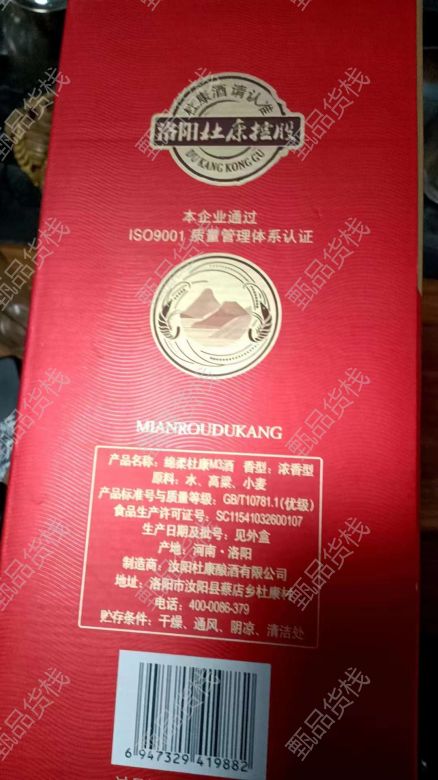 杜康酒请认准
洛阳杜康控股
DU KANG KONG GU
本企业通过
ISO9001 质量管理体系认证
MIANROUDUKANG
产品名称：绵柔杜康M3酒 香型：浓香型
原料：水、高粱、小麦
产品标准号与质量等级：GB/T10781.1(优级)
食品生产许可证号：SC11541032600107
生产日期及批号：见外盒
产地：河南·洛阳
制造商：汝阳杜康酿酒有限公司
地址：洛阳市汝阳县蔡店乡杜康村
电话：400-0086-379
贮存条件：干燥、通风、阴凉、清洁处
6 947329 419882
甄品货栈